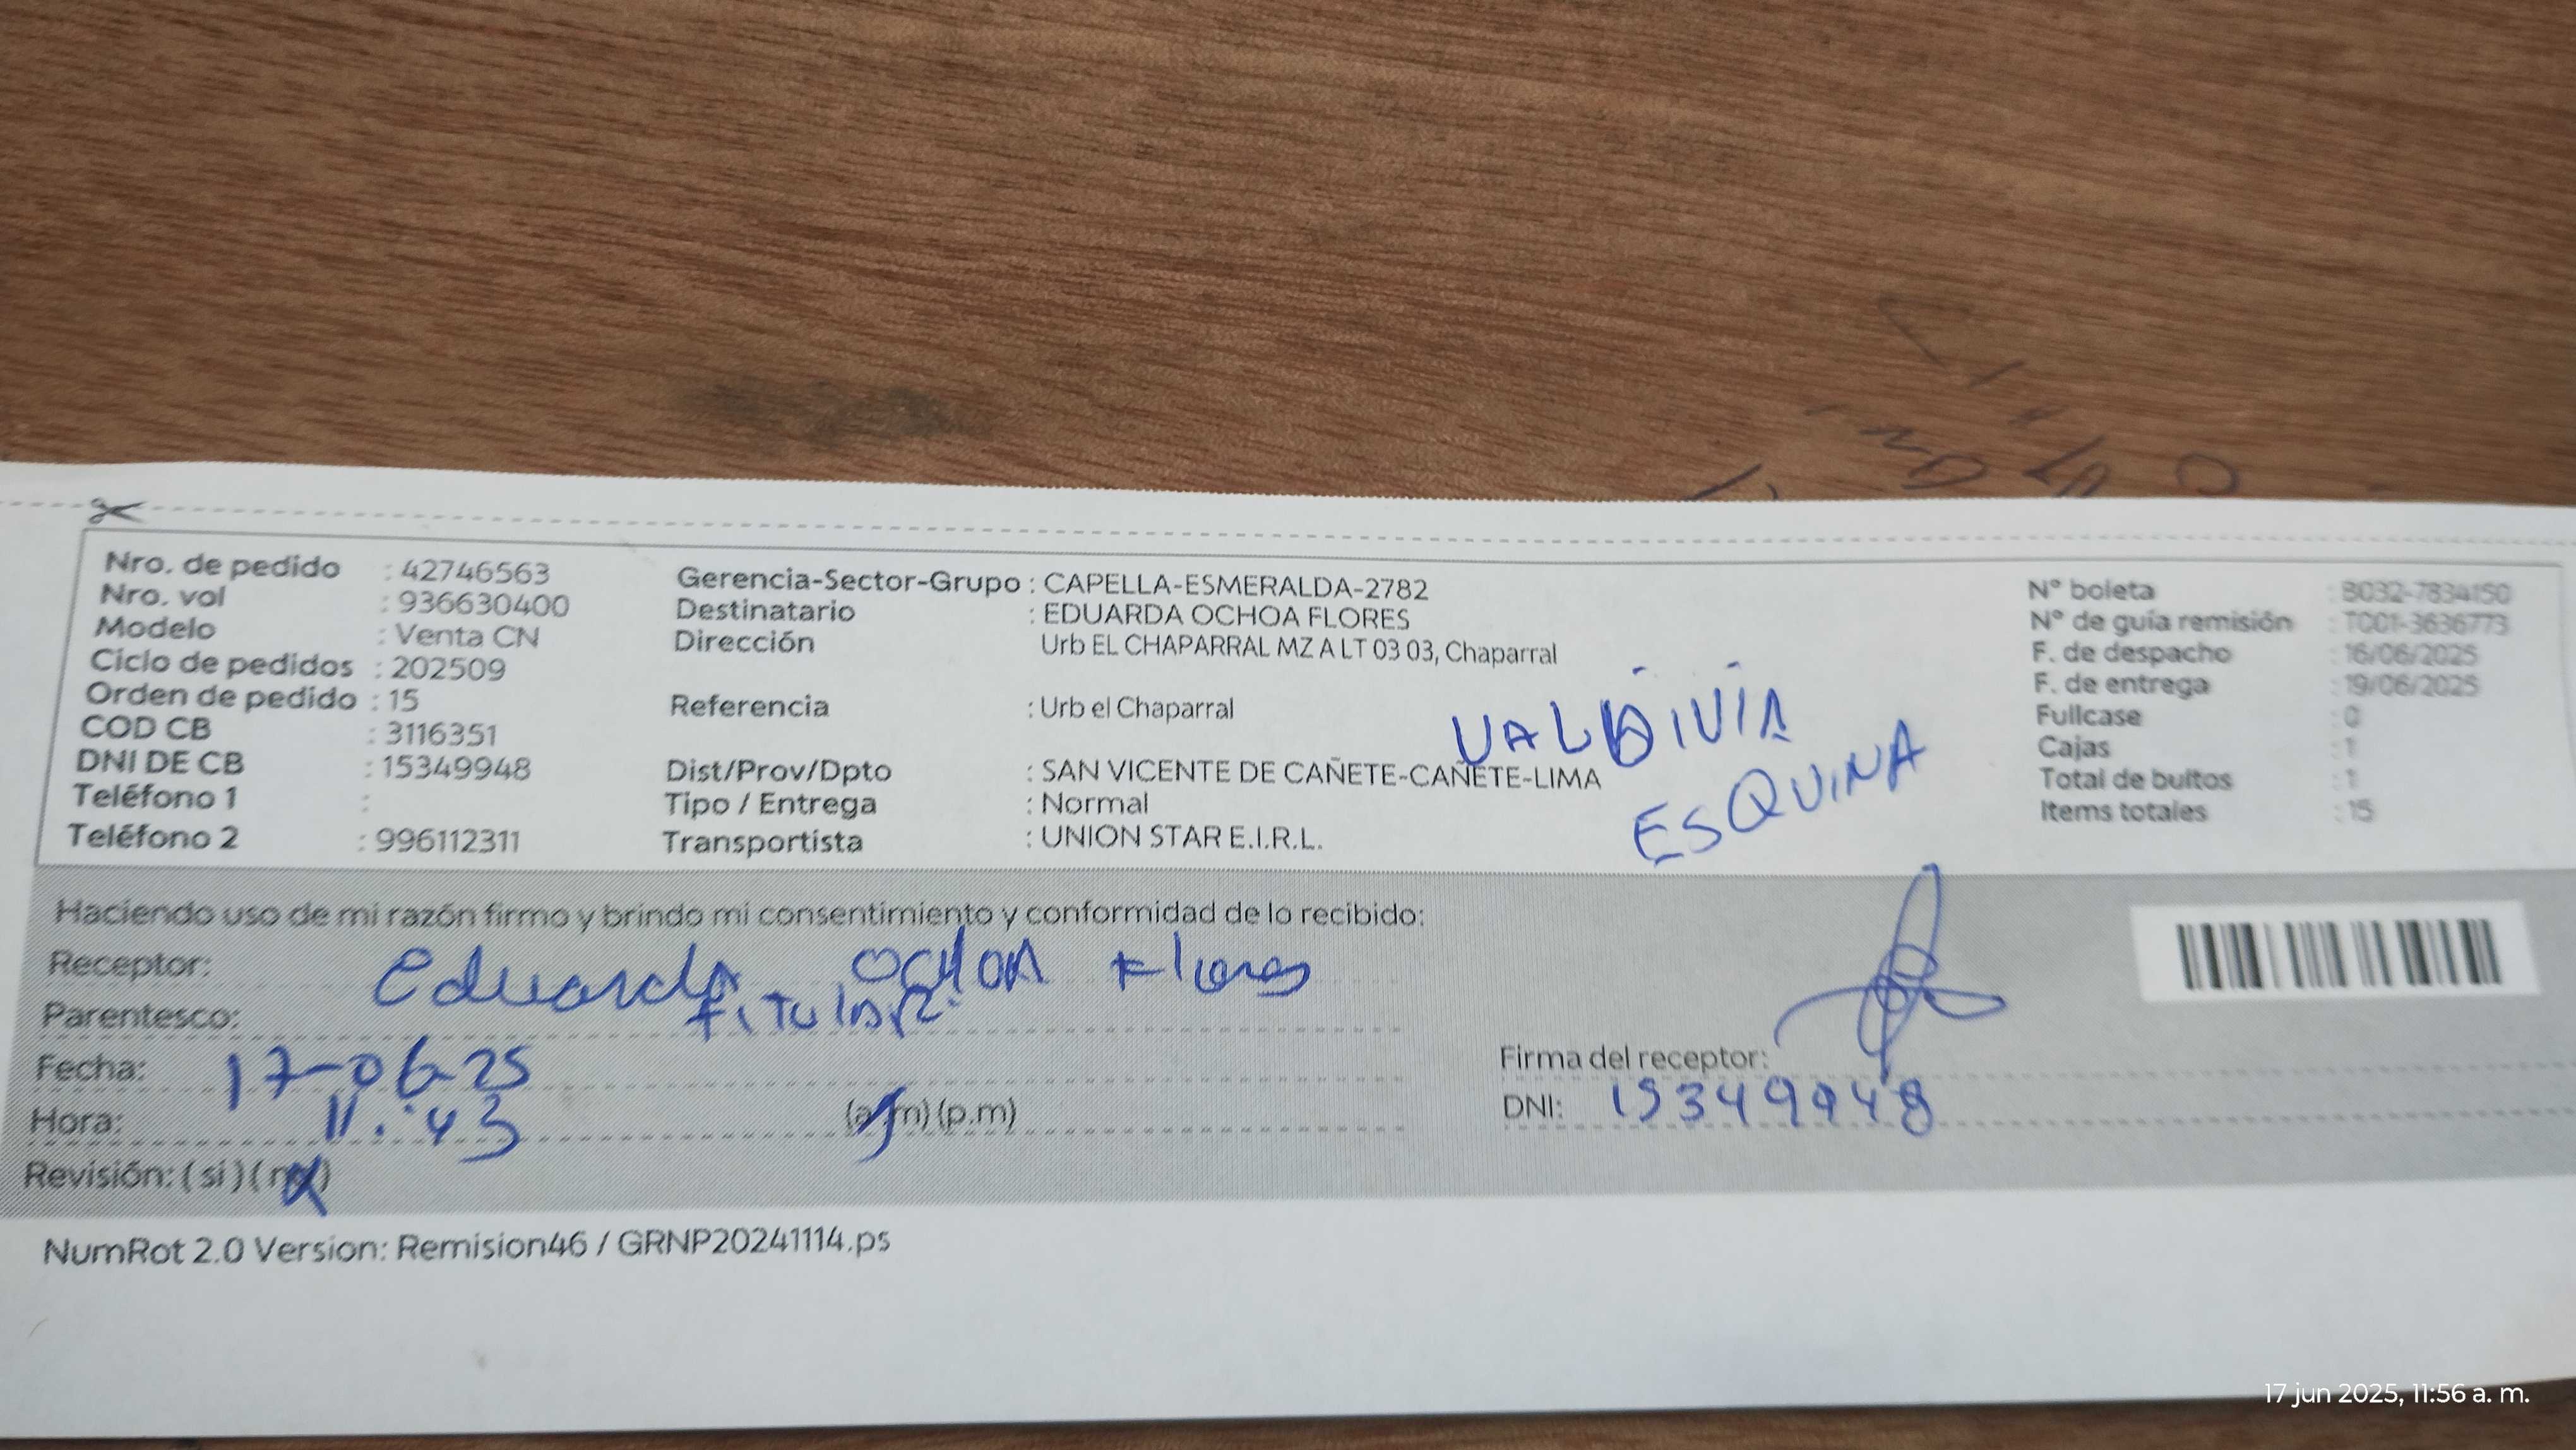 Nro. de pedido : 42746563
Nro. vol : 936630400
Modelo : Venta CN
Ciclo de pedidos : 202509
Orden de pedido : 15
COD CB : 3116351
DNI DE CB : 15349948
Teléfono 1 :
Teléfono 2 : 996112311
Gerencia-Sector-Grupo : CAPELLA-ESMERALDA-2782
Destinatario : EDUARDA OCHOA FLORES
Dirección Urb EL CHAPARRAL MZ A LT 03 03, Chaparral
Referencia : Urb el Chaparral
Dist/Prov/Dpto : SAN VICENTE DE CAÑETE-CAÑETE-LIMA
Tipo / Entrega : Normal
Transportista : UNION STAR E.I.R.L.
VALDIVIA
ESQUINA
N° boleta : B032-7834150
N° de guía remisión : T001-3636773
F. de despacho : 16/06/2025
F. de entrega : 19/06/2025
Fullcase : 0
Cajas : 1
Total de bultos : 1
Items totales : 15
Haciendo uso de mi razón firmo y brindo mi consentimiento y conformidad de lo recibido:
Receptor: Eduarda OCHOA Flores
Parentesco: TiTular
Fecha: 17-06-25
Hora: 11:43 (a.m) (p.m)
Revisión: (si) (no)
Firma del receptor:
DNI: 15349948
NumRot 2.0 Version: Remision46 / GRNP20241114.ps
17 jun 2025, 11:56 a. m.